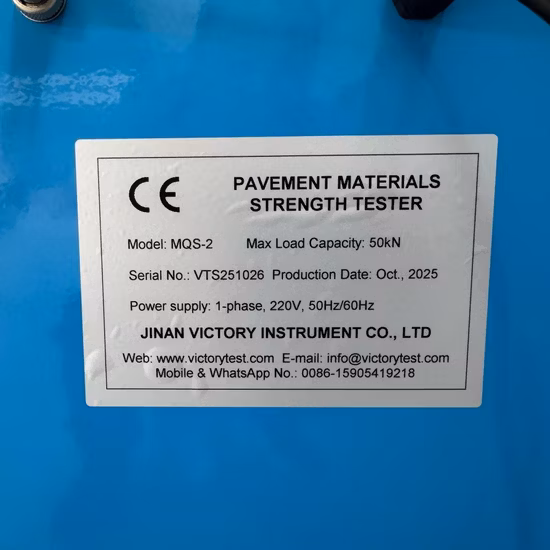 CE
PAVEMENT MATERIALS
STRENGTH TESTER
Model: MQS-2 Max Load Capacity: 50kN
Serial No.: VTS251026 Production Date: Oct., 2025
Power supply: 1-phase, 220V, 50Hz/60Hz
JINAN VICTORY INSTRUMENT CO., LTD
Web: www.victorytest.com E-mail: info@victorytest.com
Mobile & WhatsApp No.: 0086-15905419218